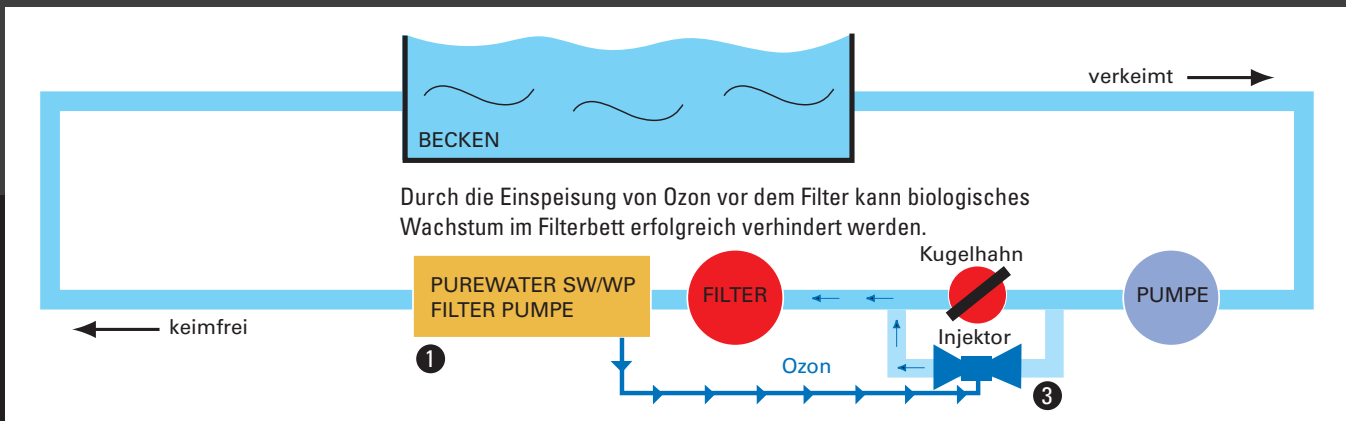 verkeimt
BECKEN
Durch die Einspeisung von Ozon vor dem Filter kann biologisches
Wachstum im Filterbett erfolgreich verhindert werden.
Kugelhahn
PUREWATER SW/WP
FILTER PUMPE
FILTER
PUMPE
keimfrei
Injektor
1
Ozon
3